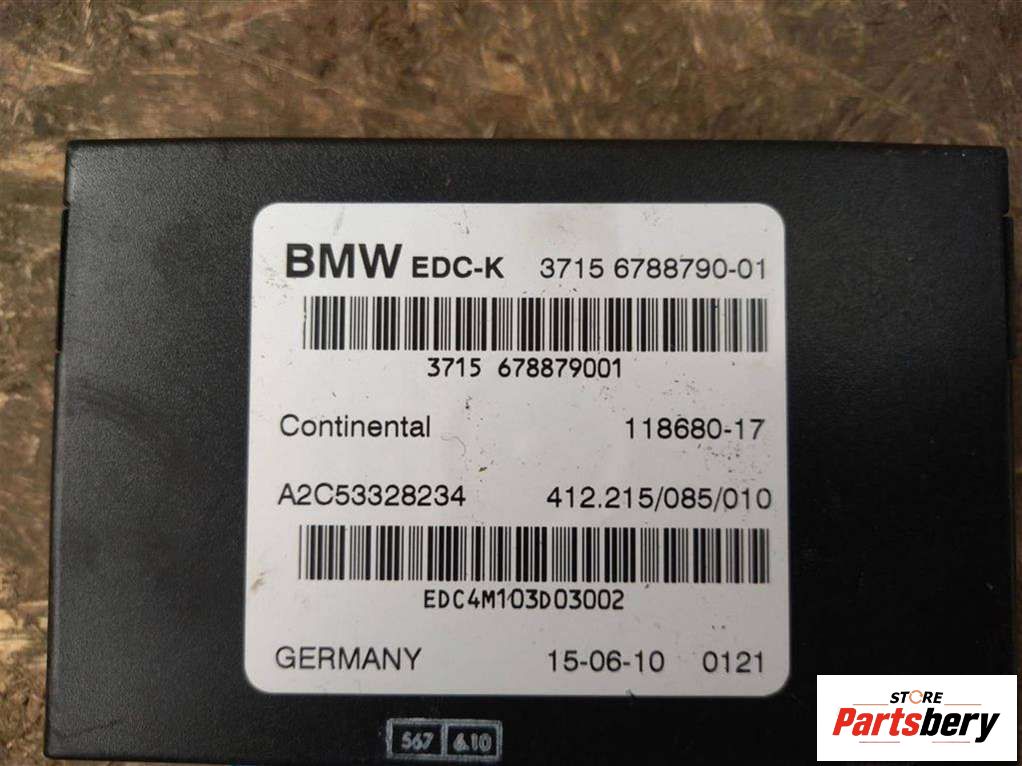 BMW EDC-K 3715 6788790-01
3715 678879001
Continental 118680-17
A2C53328234 412.215/085/010
EDC4M103D03002
GERMANY 15-06-10 0121
567 6.10
STORE
Partsbery